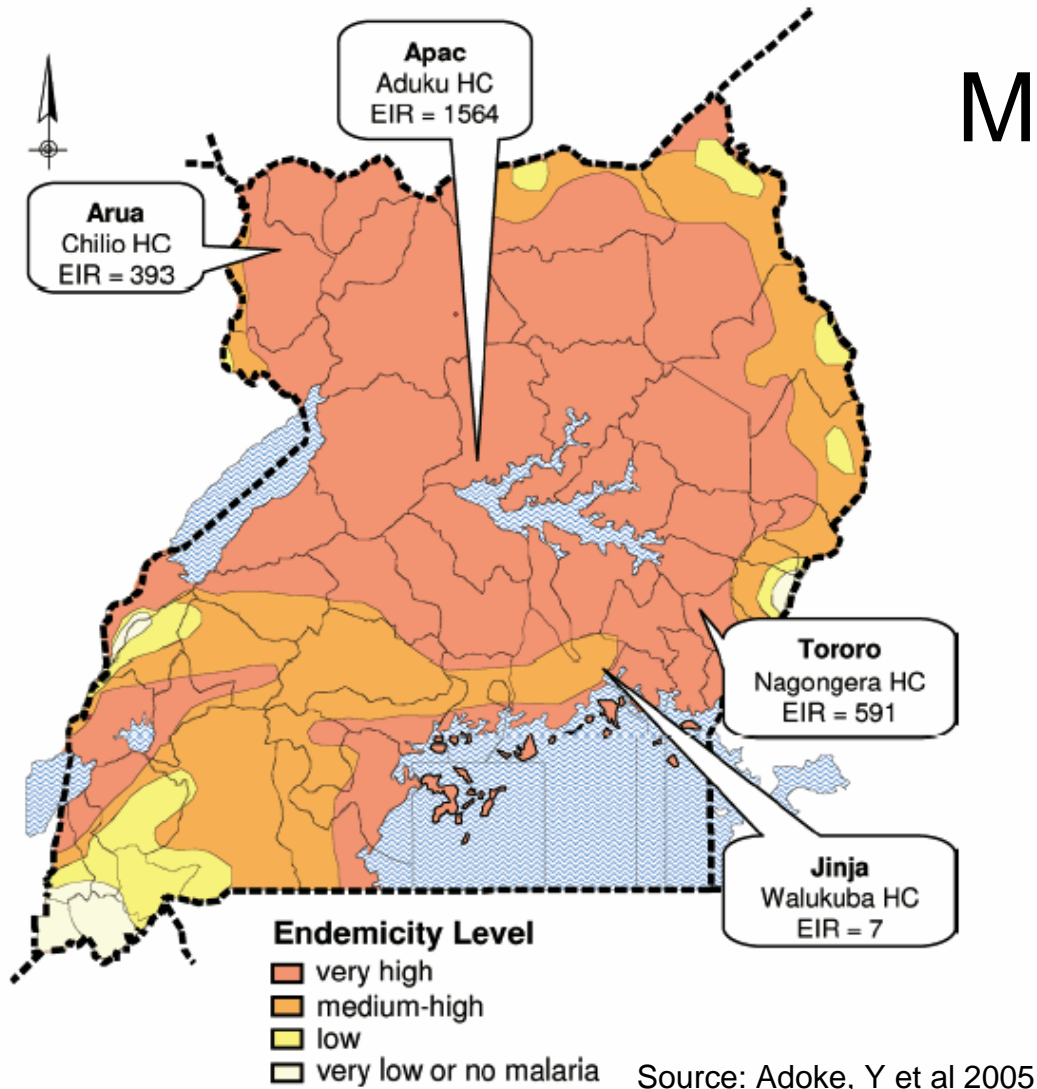 M
Apac
Aduku HC
EIR = 1564
Arua
Chilio HC
EIR = 393
Tororo
Nagongera HC
EIR = 591
Jinja
Walukuba HC
EIR = 7
Endemicity Level
very high
medium-high
low
very low or no malaria
Source: Adoke, Y et al 2005